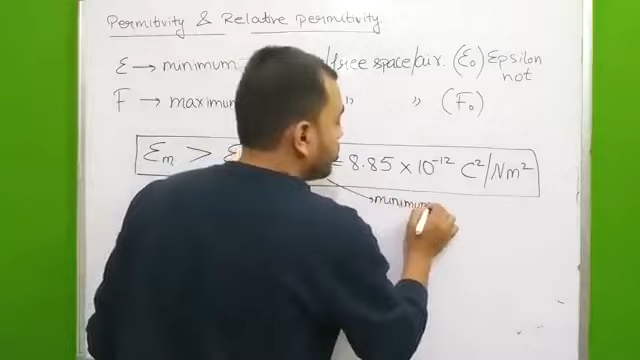 Permitivity & Relative permitivity
ε → minimum /free space/air. (ε₀) Epsilon not
F → maximum " " (F₀)
εm > ε = 8.85 × 10⁻¹² C²/Nm²
minimum